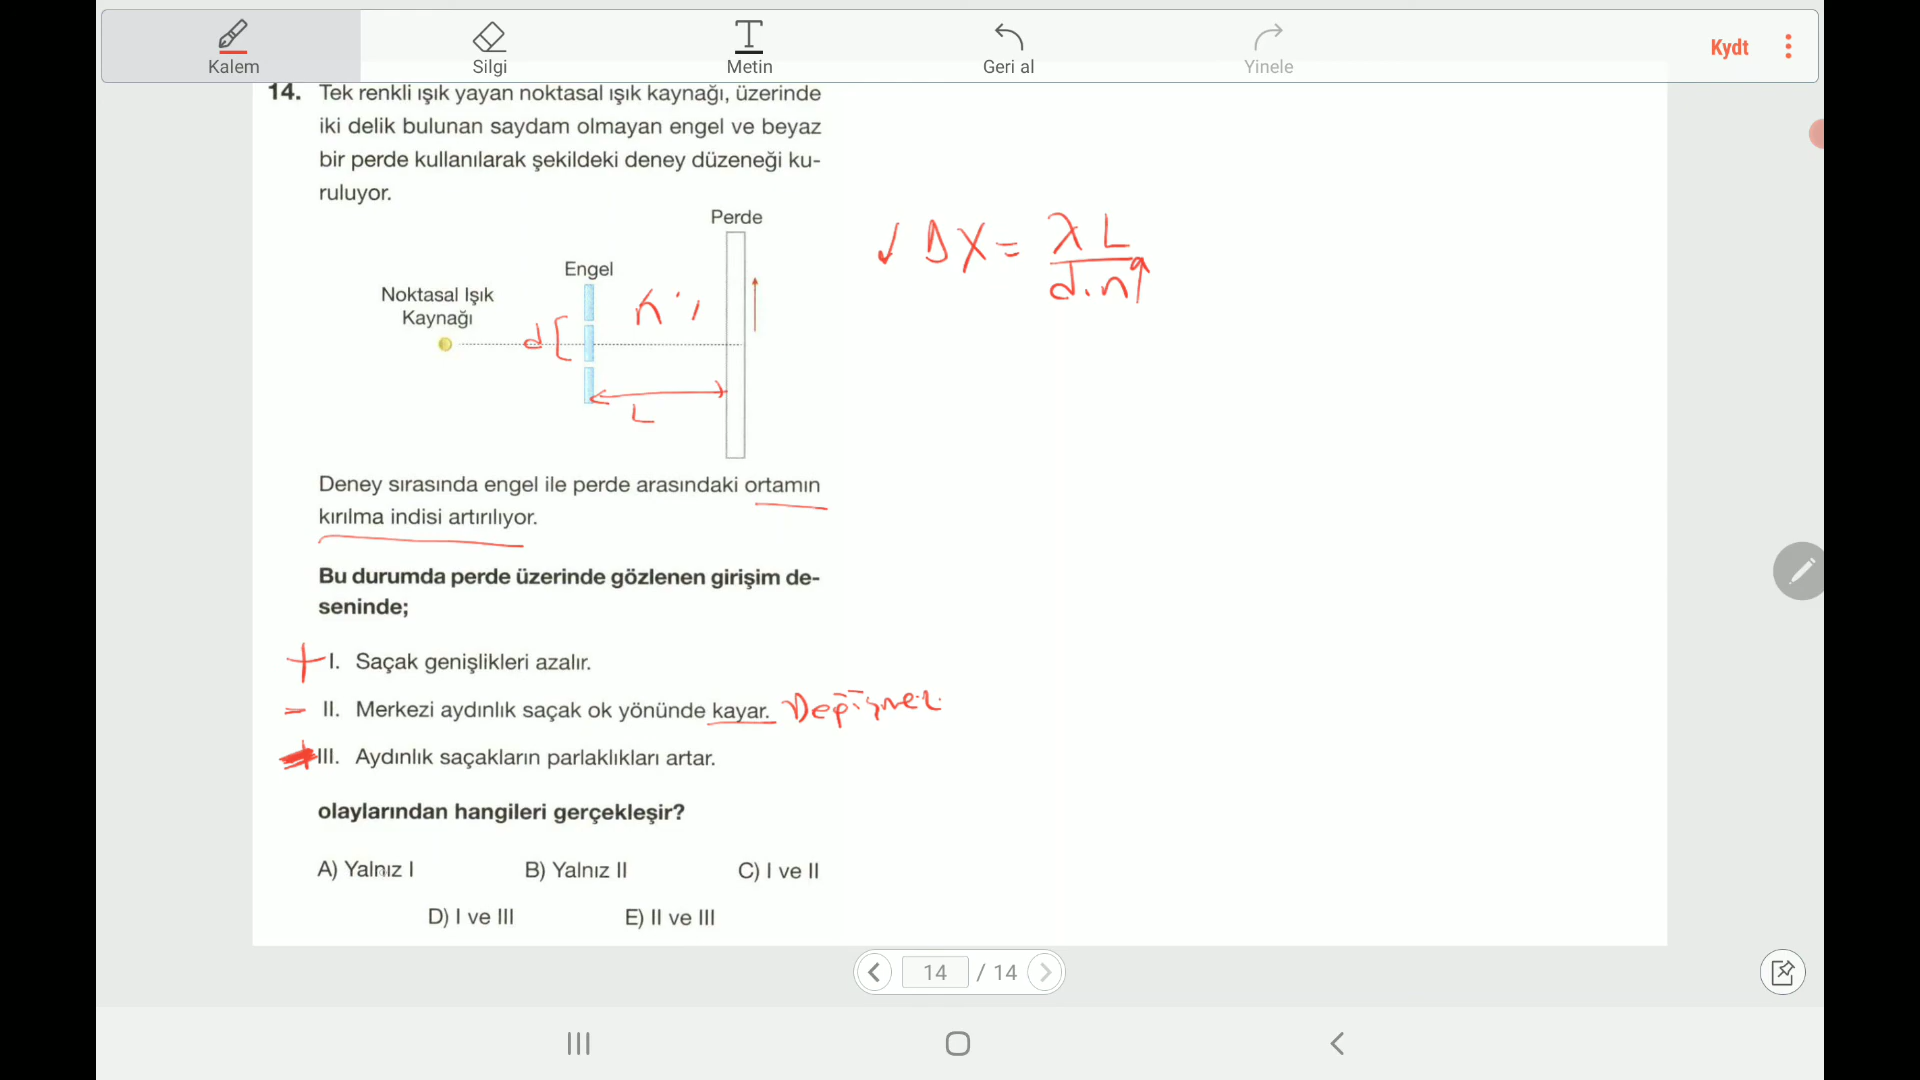 Kalem
Silgi
Metin
Geri al
Yinele
Kydt
14. Tek renkli ışık yayan noktasal ışık kaynağı, üzerinde
iki delik bulunan saydam olmayan engel ve beyaz
bir perde kullanılarak şekildeki deney düzeneği ku-
ruluyor.
Perde
Engel
Noktasal Işık
Kaynağı
d
L
ΔX = λ L
d.n
Deney sırasında engel ile perde arasındaki ortamın
kırılma indisi artırılıyor.
Bu durumda perde üzerinde gözlenen girişim de-
seninde;
+ I. Saçak genişlikleri azalır.
- II. Merkezi aydınlık saçak ok yönünde kayar. Değişmez
III. Aydınlık saçakların parlaklıkları artar.
olaylarından hangileri gerçekleşir?
A) Yalnız I B) Yalnız II C) I ve II
D) I ve III E) II ve III
14 / 14